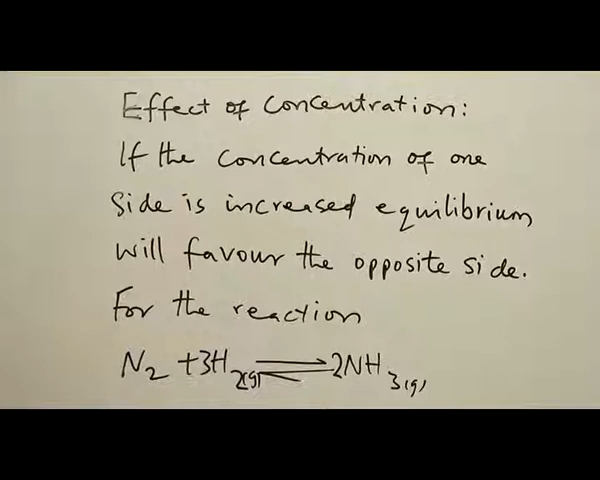 Effect of Concentration:
If the concentration of one
side is increased equilibrium
will favour the opposite side.
For the reaction
N₂ + 3H₂(g) ⇌ 2NH₃(g)